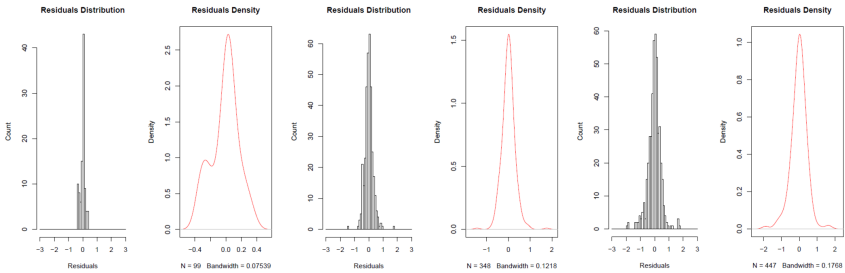 Residuals Distribution
Count
0 10 20 30 40
−3 −2 −1 0 1 2 3
Residuals
Residuals Density
0.0 0.5 1.0 1.5 2.0 2.5
−0.4 0.0 0.2 0.4
N = 99 Bandwidth = 0.07539
Residuals Distribution
Count
0 10 20 30 40 50 60
−3 −2 −1 0 1 2 3
Residuals
Residuals Density
Density
0.0 0.5 1.0 1.5
−2 −1 0 1 2
N = 348 Bandwidth = 0.1218
Residuals Distribution
Count
0 10 20 30 40 50 60
−3 −2 −1 0 1 2 3
Residuals
Residuals Density
Density
0.0 0.2 0.4 0.6 0.8 1.0
−2 −1 0 1 2
N = 447 Bandwidth = 0.1768